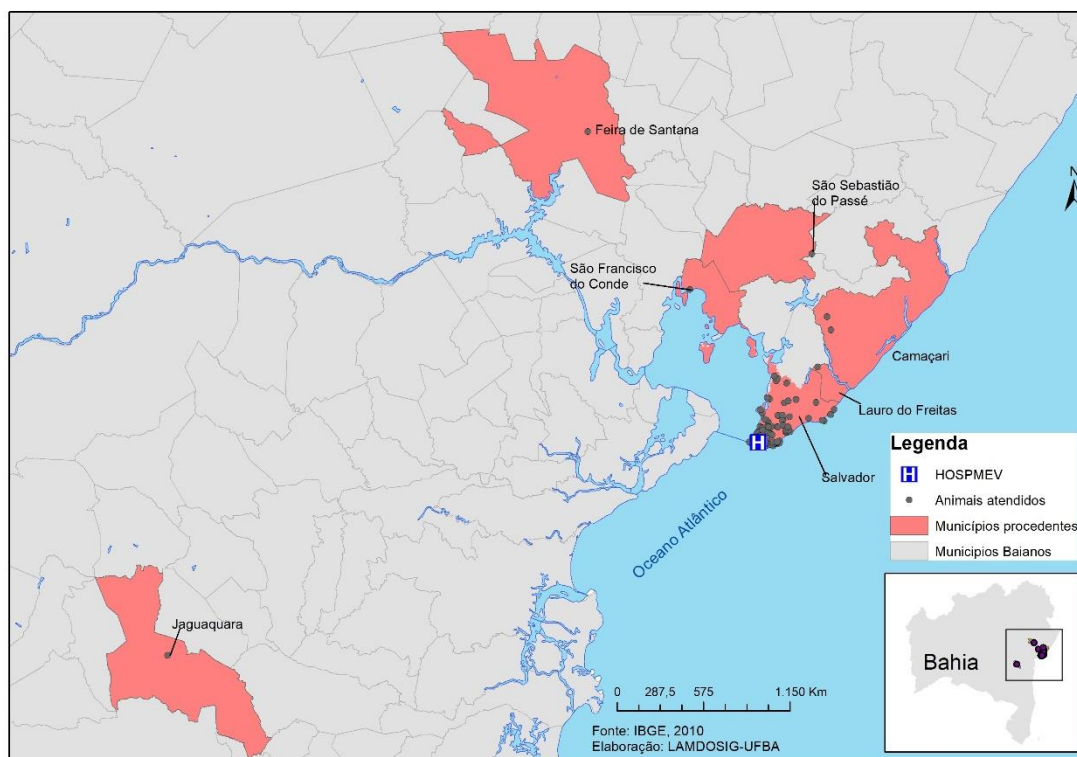 Feira de Santana
N
São Sebastião
do Passé
São Francisco
do Conde
Camaçari
Lauro do Freitas
Legenda
H HOSPMEV
Animais atendidos
Municípios procedentes
Municipios Baianos
H
Salvador
Oceano Atlântico
Jaguaquara
Bahia
0 287,5 575 1.150 Km
Fonte: IBGE, 2010
Elaboração: LAMDOSIG-UFBA